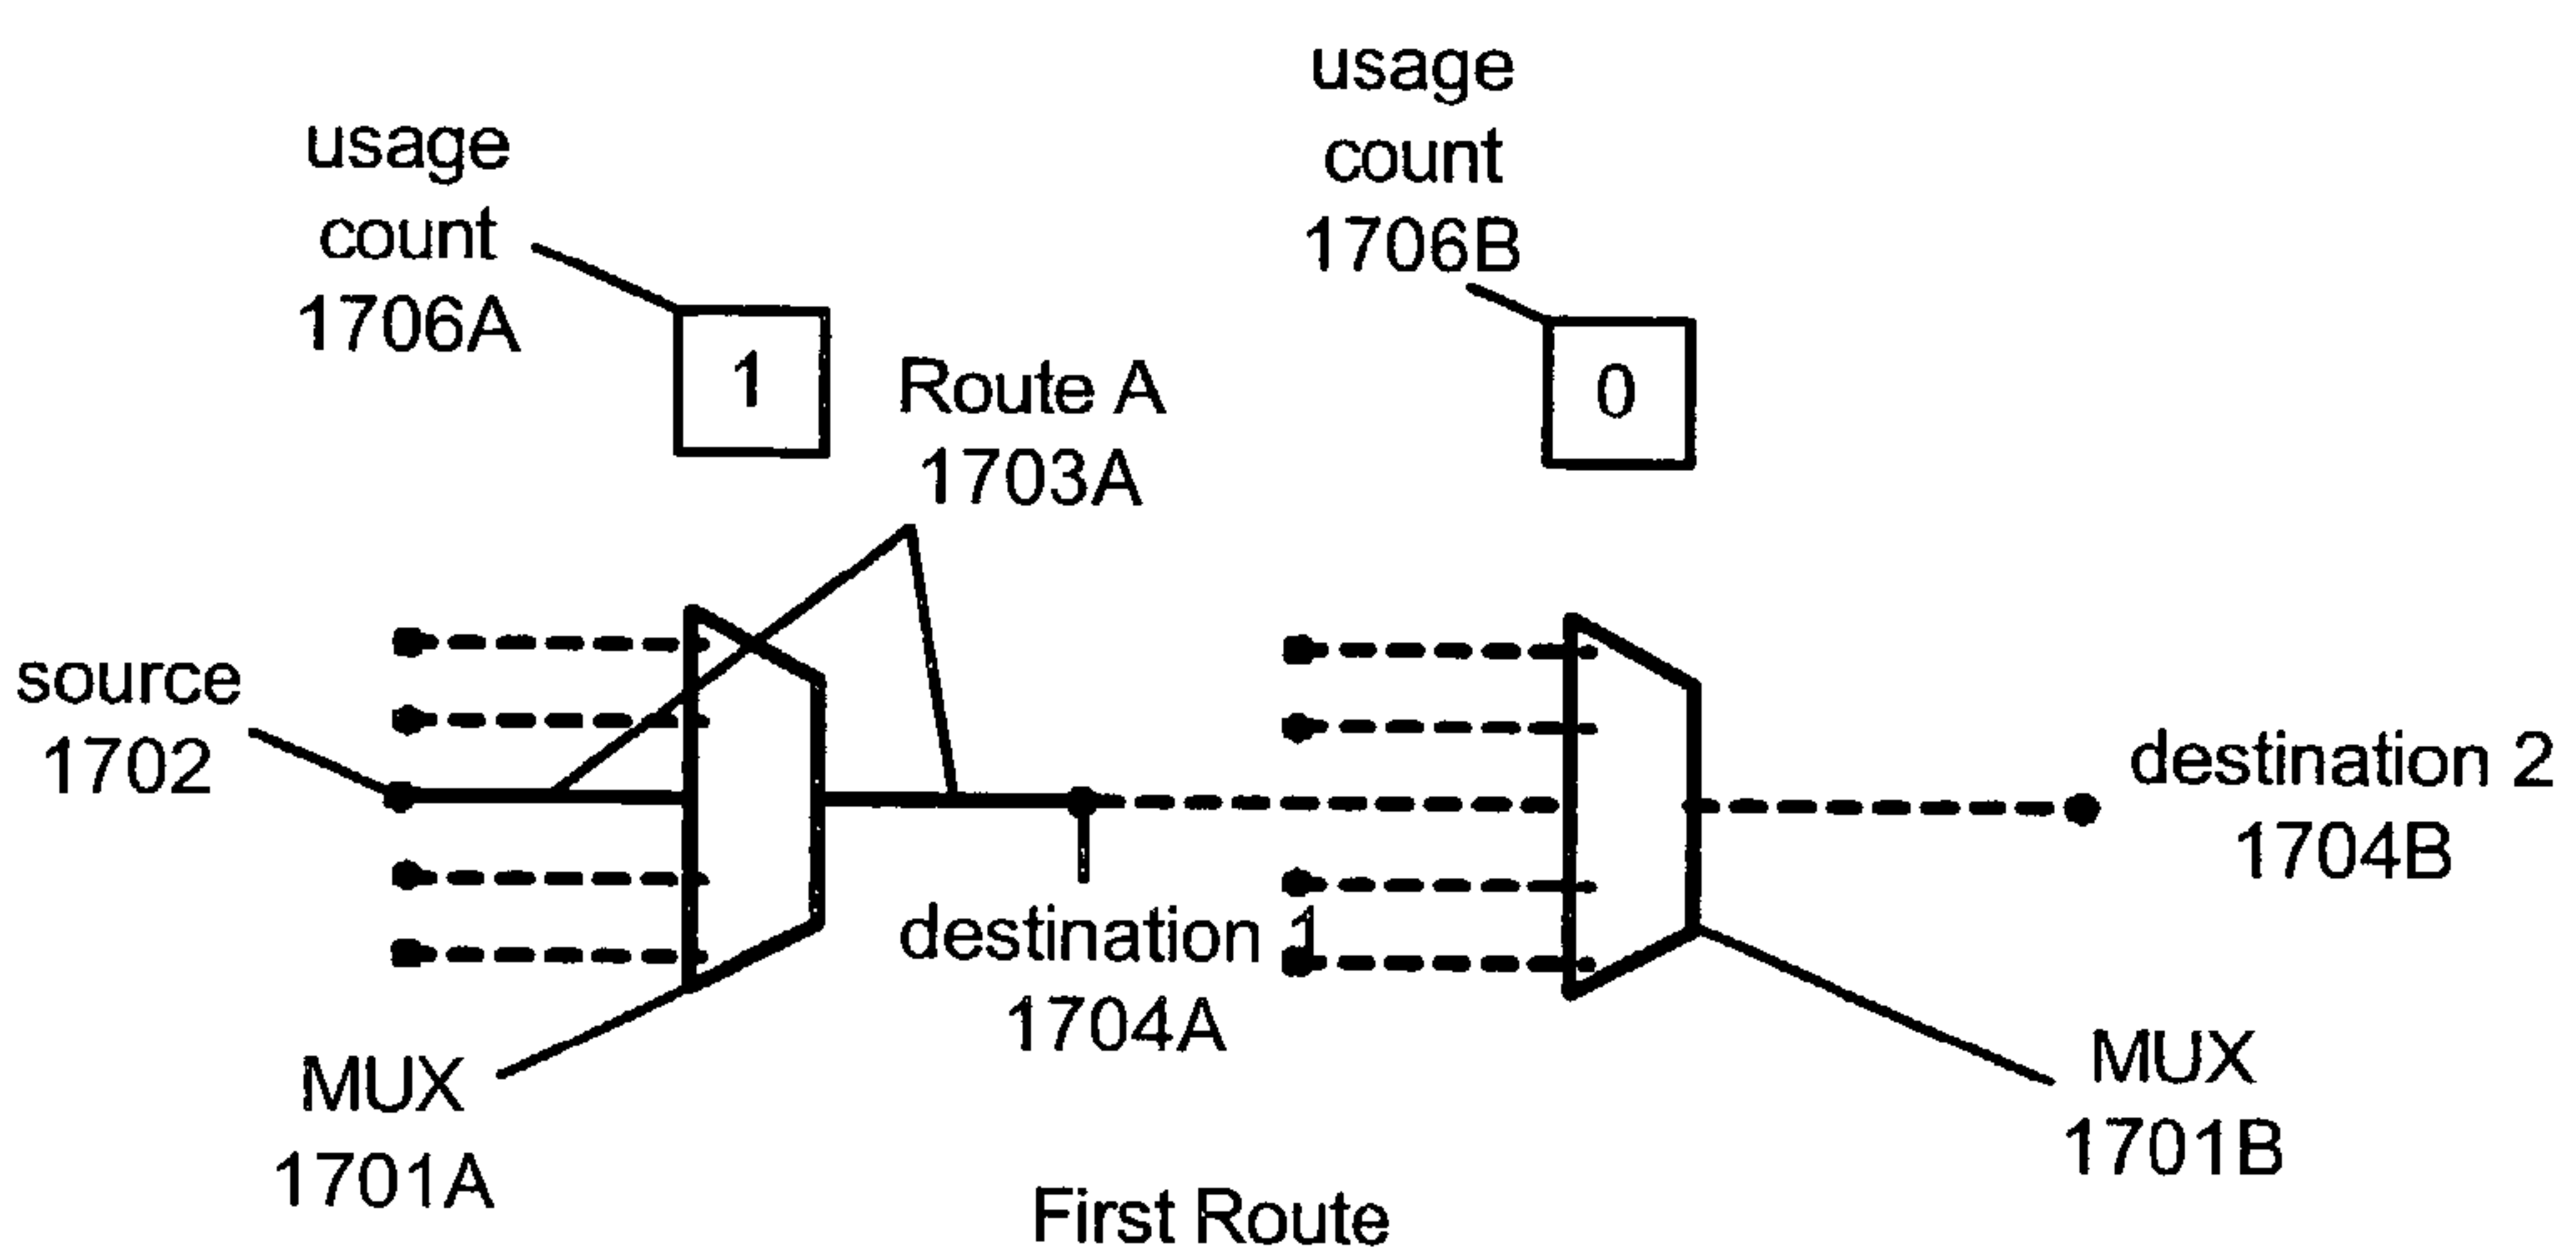 usage
count
1706A
usage
count
1706B
1
0
Route A
1703A
source
1702
destination 1
1704A
destination 2
1704B
MUX
1701A
MUX
1701B
First Route